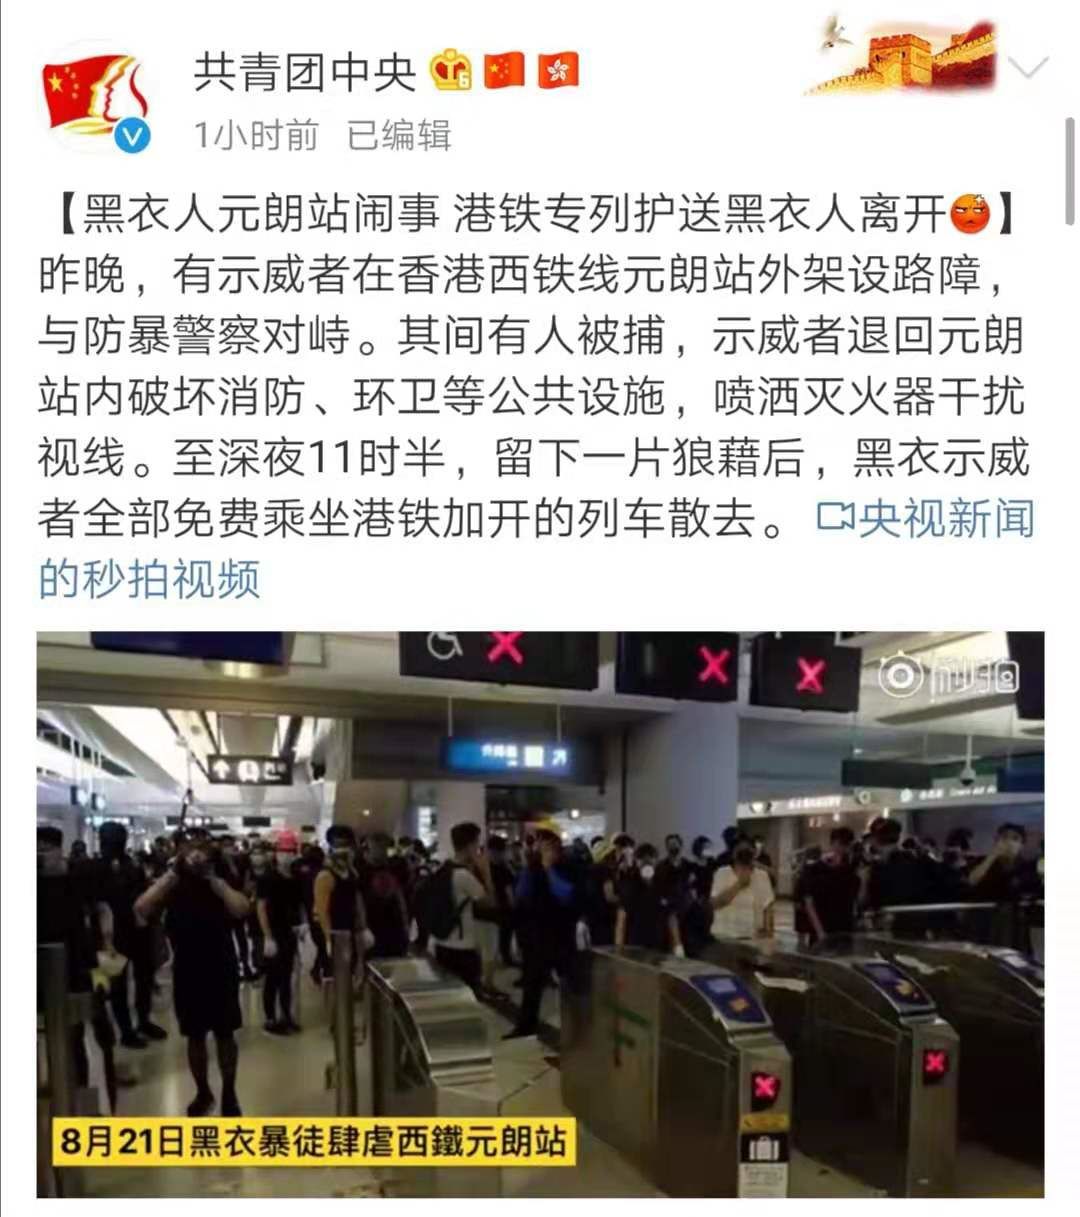 共青团中央
1小时前 已编辑
【黑衣人元朗站闹事 港铁专列护送黑衣人离开】
昨晚，有示威者在香港西铁线元朗站外架设路障，
与防暴警察对峙。其间有人被捕，示威者退回元朗
站内破坏消防、环卫等公共设施，喷洒灭火器干扰
视线。至深夜11时半，留下一片狼藉后，黑衣示威
者全部免费乘坐港铁加开的列车散去。央视新闻
的秒拍视频
秒拍
8月21日黑衣暴徒肆虐西鐵元朗站